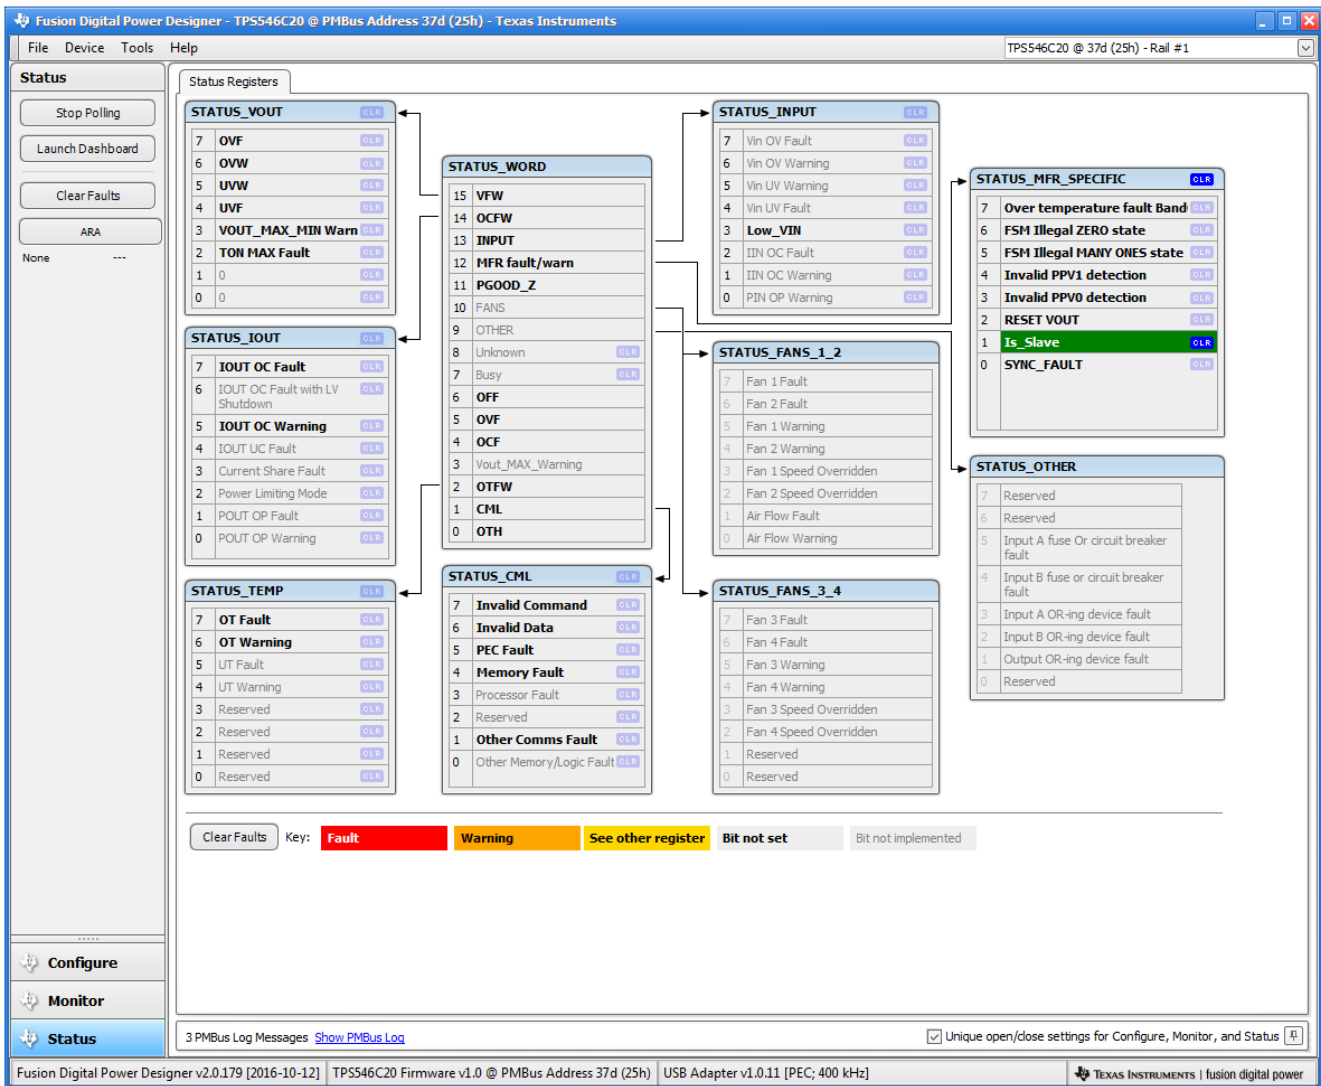 Fusion Digital Power Designer - TPS546C20 @ PMBus Address 37d (25h) - Texas Instruments
File Device Tools Help
TPS546C20 @ 37d (25h) - Rail #1
Status
Stop Polling
Launch Dashboard
Clear Faults
ARA
None ---
Status Registers
STATUS_VOUT CLR
7 OVF CLR
6 OVW CLR
5 UVW CLR
4 UVF CLR
3 VOUT_MAX_MIN Warn CLR
2 TON MAX Fault CLR
1 0 CLR
0 0 CLR
STATUS_IOUT CLR
7 IOUT OC Fault CLR
6 IOUT OC Fault with LV CLR
Shutdown
5 IOUT OC Warning CLR
4 IOUT UC Fault CLR
3 Current Share Fault CLR
2 Power Limiting Mode CLR
1 POUT OP Fault CLR
0 POUT OP Warning CLR
STATUS_TEMP CLR
7 OT Fault CLR
6 OT Warning CLR
5 UT Fault CLR
4 UT Warning CLR
3 Reserved CLR
2 Reserved CLR
1 Reserved CLR
0 Reserved CLR
STATUS_WORD
15 VFW
14 OCFW
13 INPUT
12 MFR fault/warn
11 PGOOD_Z
10 FANS
9 OTHER
8 Unknown CLR
7 Busy CLR
6 OFF
5 OVF
4 OCF
3 Vout_MAX_Warning
2 OTFW
1 CML
0 OTH
STATUS_CML CLR
7 Invalid Command CLR
6 Invalid Data CLR
5 PEC Fault CLR
4 Memory Fault CLR
3 Processor Fault CLR
2 Reserved CLR
1 Other Comms Fault CLR
0 Other Memory/Logic Fault CLR
STATUS_INPUT CLR
7 Vin OV Fault CLR
6 Vin OV Warning CLR
5 Vin UV Warning CLR
4 Vin UV Fault CLR
3 Low_VIN CLR
2 IIN OC Fault CLR
1 IIN OC Warning CLR
0 PIN OP Warning CLR
STATUS_FANS_1_2
7 Fan 1 Fault
6 Fan 2 Fault
5 Fan 1 Warning
4 Fan 2 Warning
3 Fan 1 Speed Overridden
2 Fan 2 Speed Overridden
1 Air Flow Fault
0 Air Flow Warning
STATUS_FANS_3_4
7 Fan 3 Fault
6 Fan 4 Fault
5 Fan 3 Warning
4 Fan 4 Warning
3 Fan 3 Speed Overridden
2 Fan 4 Speed Overridden
1 Reserved
0 Reserved
STATUS_MFR_SPECIFIC CLR
7 Over temperature fault Band CLR
6 FSM Illegal ZERO state CLR
5 FSM Illegal MANY ONES state CLR
4 Invalid PPV1 detection CLR
3 Invalid PPV0 detection CLR
2 RESET VOUT CLR
1 Is_Slave CLR
0 SYNC_FAULT CLR
STATUS_OTHER
7 Reserved
6 Reserved
5 Input A fuse Or circuit breaker
fault
4 Input B fuse or circuit breaker
fault
3 Input A OR-ing device fault
2 Input B OR-ing device fault
1 Output OR-ing device fault
0 Reserved
Clear Faults Key: Fault Warning See other register Bit not set Bit not implemented
Configure
Monitor
Status
3 PMBus Log Messages Show PMBus Log
Unique open/close settings for Configure, Monitor, and Status
Fusion Digital Power Designer v2.0.179 [2016-10-12] TPS546C20 Firmware v1.0 @ PMBus Address 37d (25h) USB Adapter v1.0.11 [PEC; 400 kHz] TEXAS INSTRUMENTS | fusion digital power